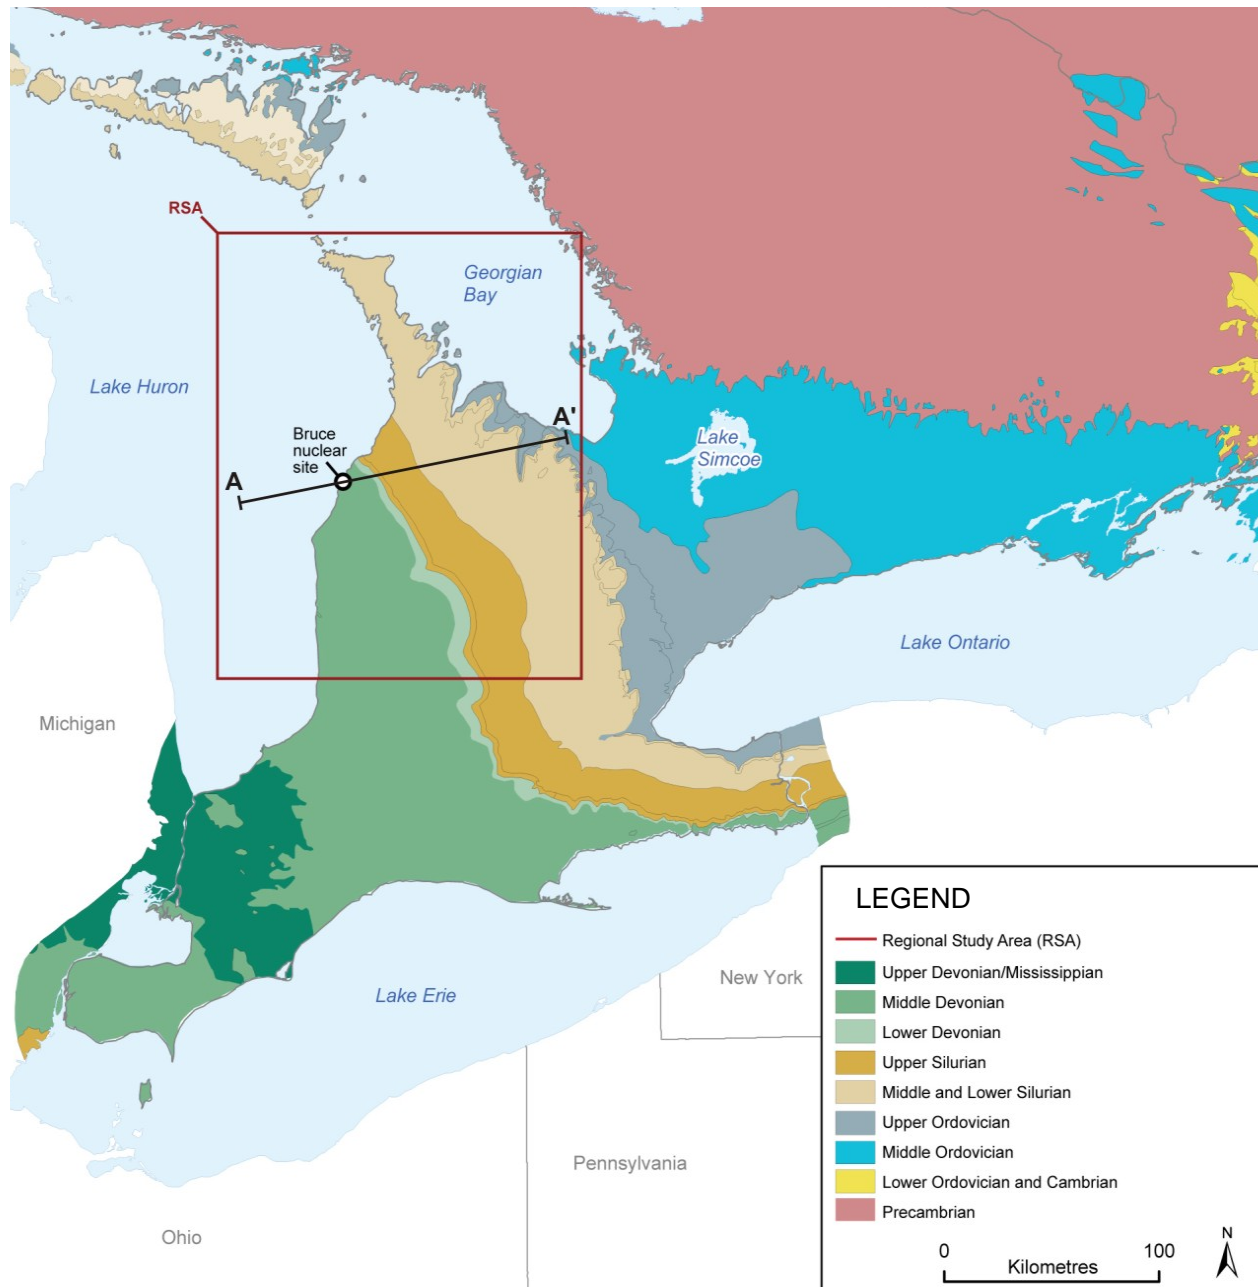 RSA
Georgian
Bay
Lake Huron
Bruce
nuclear
site
A'
Lake
Simcoe
A
Lake Ontario
Michigan
LEGEND
Regional Study Area (RSA)
Upper Devonian/Mississippian
Middle Devonian
Lower Devonian
Upper Silurian
Middle and Lower Silurian
Upper Ordovician
Middle Ordovician
Lower Ordovician and Cambrian
Precambrian
0
100
Kilometres
N
New York
Lake Erie
Pennsylvania
Ohio